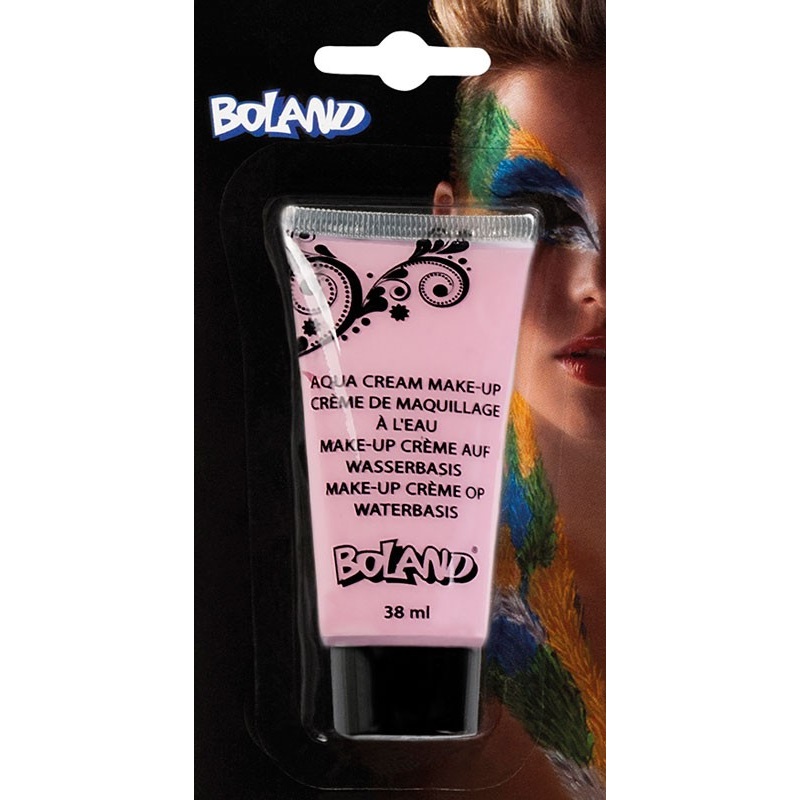 BOLAND
AQUA CREAM MAKE-UP
CRÈME DE MAQUILLAGE
À L'EAU
MAKE-UP CRÈME AUF
WASSERBASIS
MAKE-UP CRÈME OP
WATERBASIS
BOLAND®
38 ml